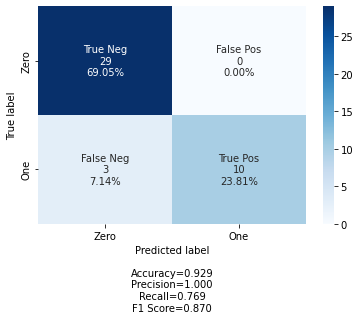 True Neg
29
69.05%
False Pos
0
0.00%
False Neg
3
7.14%
True Pos
10
23.81%
Zero
One
True label
Zero
One
Predicted label
25
20
15
10
5
0
Accuracy=0.929
Precision=1.000
Recall=0.769
F1 Score=0.870